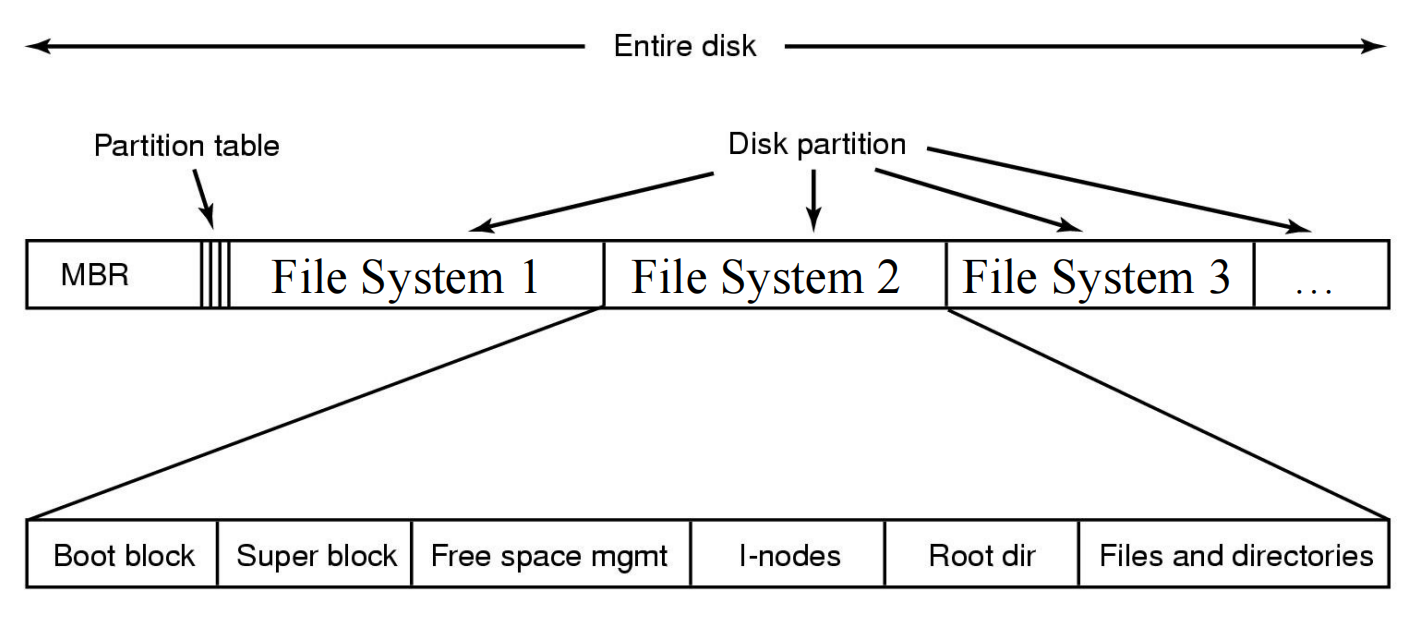 Entire disk
Partition table
Disk partition
MBR
File System 1
File System 2
File System 3
...
Boot block
Super block
Free space mgmt
I-nodes
Root dir
Files and directories